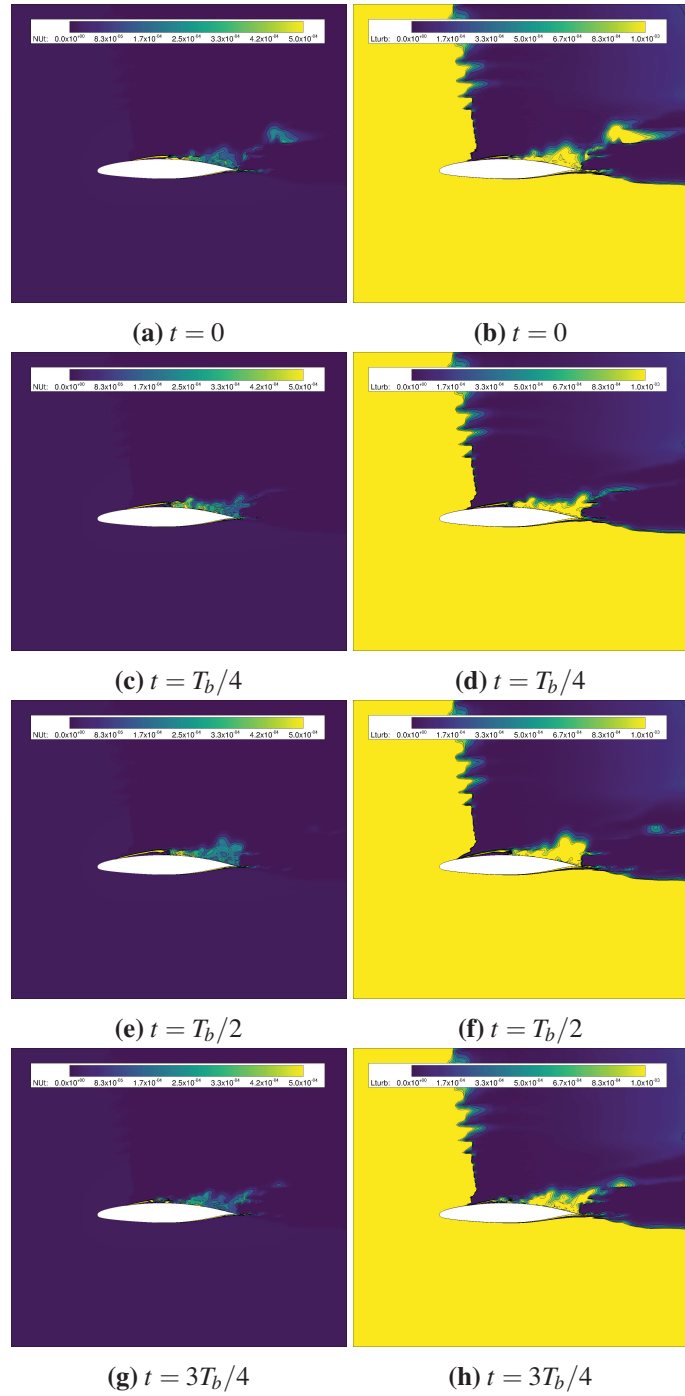 NUt: 0.0x10⁺⁰⁰ 8.3x10⁻⁰⁵ 1.7x10⁻⁰⁴ 2.5x10⁻⁰⁴ 3.3x10⁻⁰⁴ 4.2x10⁻⁰⁴ 5.0x10⁻⁰⁴
Lturb: 0.0x10⁺⁰⁰ 1.7x10⁻⁰⁴ 3.3x10⁻⁰⁴ 5.0x10⁻⁰⁴ 6.7x10⁻⁰⁴ 8.3x10⁻⁰⁴ 1.0x10⁻⁰³
(a) t = 0
(b) t = 0
NUt: 0.0x10⁺⁰⁰ 8.3x10⁻⁰⁵ 1.7x10⁻⁰⁴ 2.5x10⁻⁰⁴ 3.3x10⁻⁰⁴ 4.2x10⁻⁰⁴ 5.0x10⁻⁰⁴
Lturb: 0.0x10⁺⁰⁰ 1.7x10⁻⁰⁴ 3.3x10⁻⁰⁴ 5.0x10⁻⁰⁴ 6.7x10⁻⁰⁴ 8.3x10⁻⁰⁴ 1.0x10⁻⁰³
(c) t = T_b/4
(d) t = T_b/4
NUt: 0.0x10⁺⁰⁰ 8.3x10⁻⁰⁵ 1.7x10⁻⁰⁴ 2.5x10⁻⁰⁴ 3.3x10⁻⁰⁴ 4.2x10⁻⁰⁴ 5.0x10⁻⁰⁴
Lturb: 0.0x10⁺⁰⁰ 1.7x10⁻⁰⁴ 3.3x10⁻⁰⁴ 5.0x10⁻⁰⁴ 6.7x10⁻⁰⁴ 8.3x10⁻⁰⁴ 1.0x10⁻⁰³
(e) t = T_b/2
(f) t = T_b/2
NUt: 0.0x10⁺⁰⁰ 8.3x10⁻⁰⁵ 1.7x10⁻⁰⁴ 2.5x10⁻⁰⁴ 3.3x10⁻⁰⁴ 4.2x10⁻⁰⁴ 5.0x10⁻⁰⁴
Lturb: 0.0x10⁺⁰⁰ 1.7x10⁻⁰⁴ 3.3x10⁻⁰⁴ 5.0x10⁻⁰⁴ 6.7x10⁻⁰⁴ 8.3x10⁻⁰⁴ 1.0x10⁻⁰³
(g) t = 3T_b/4
(h) t = 3T_b/4